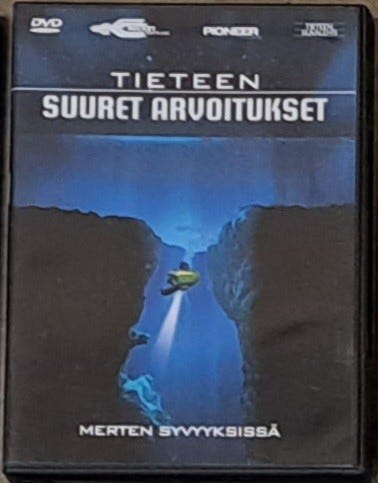 DVD
PIONEER
TIETEEN
SUURET ARVOITUKSET
MERTEN SYVYYKSISSÄ